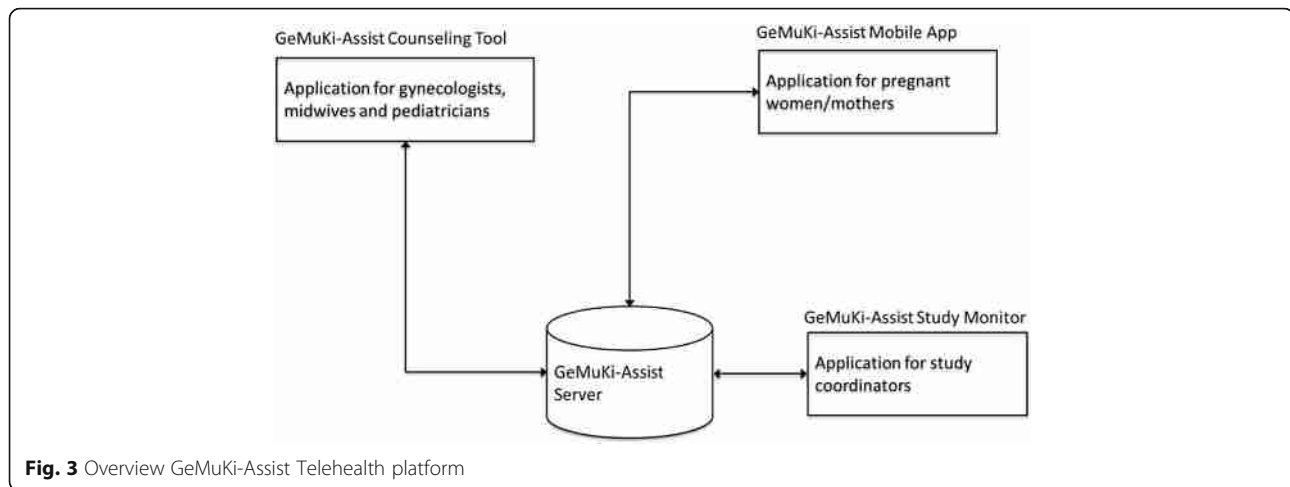 GeMuKi-Assist Counseling Tool
Application for gynecologists,
midwives and pediatricians
GeMuKi-Assist Mobile App
Application for pregnant
women/mothers
GeMuKi-Assist Study Monitor
Application for study
coordinators
GeMuKi-Assist
Server
Fig. 3 Overview GeMuKi-Assist Telehealth platform